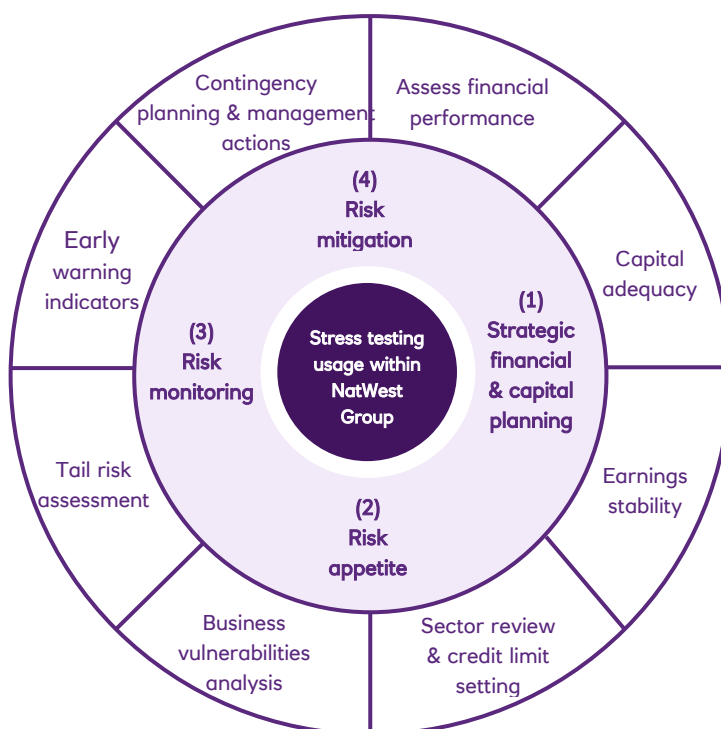 Contingency
planning & management
actions
Assess financial
performance
Capital
adequacy
Earnings
stability
Sector review
& credit limit
setting
Business
vulnerabilities
analysis
Tail risk
assessment
Early
warning
indicators
(4)
Risk
mitigation
(1)
Strategic
financial
& capital
planning
(2)
Risk
appetite
(3)
Risk
monitoring
Stress testing
usage within
NatWest
Group